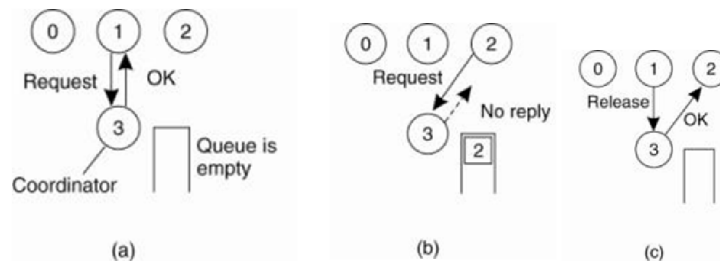 0 1 2
Request OK
3
Queue is
empty
Coordinator
(a)
0 1 2
Request
No reply
3
2
(b)
0 1 2
Release
OK
3
(c)